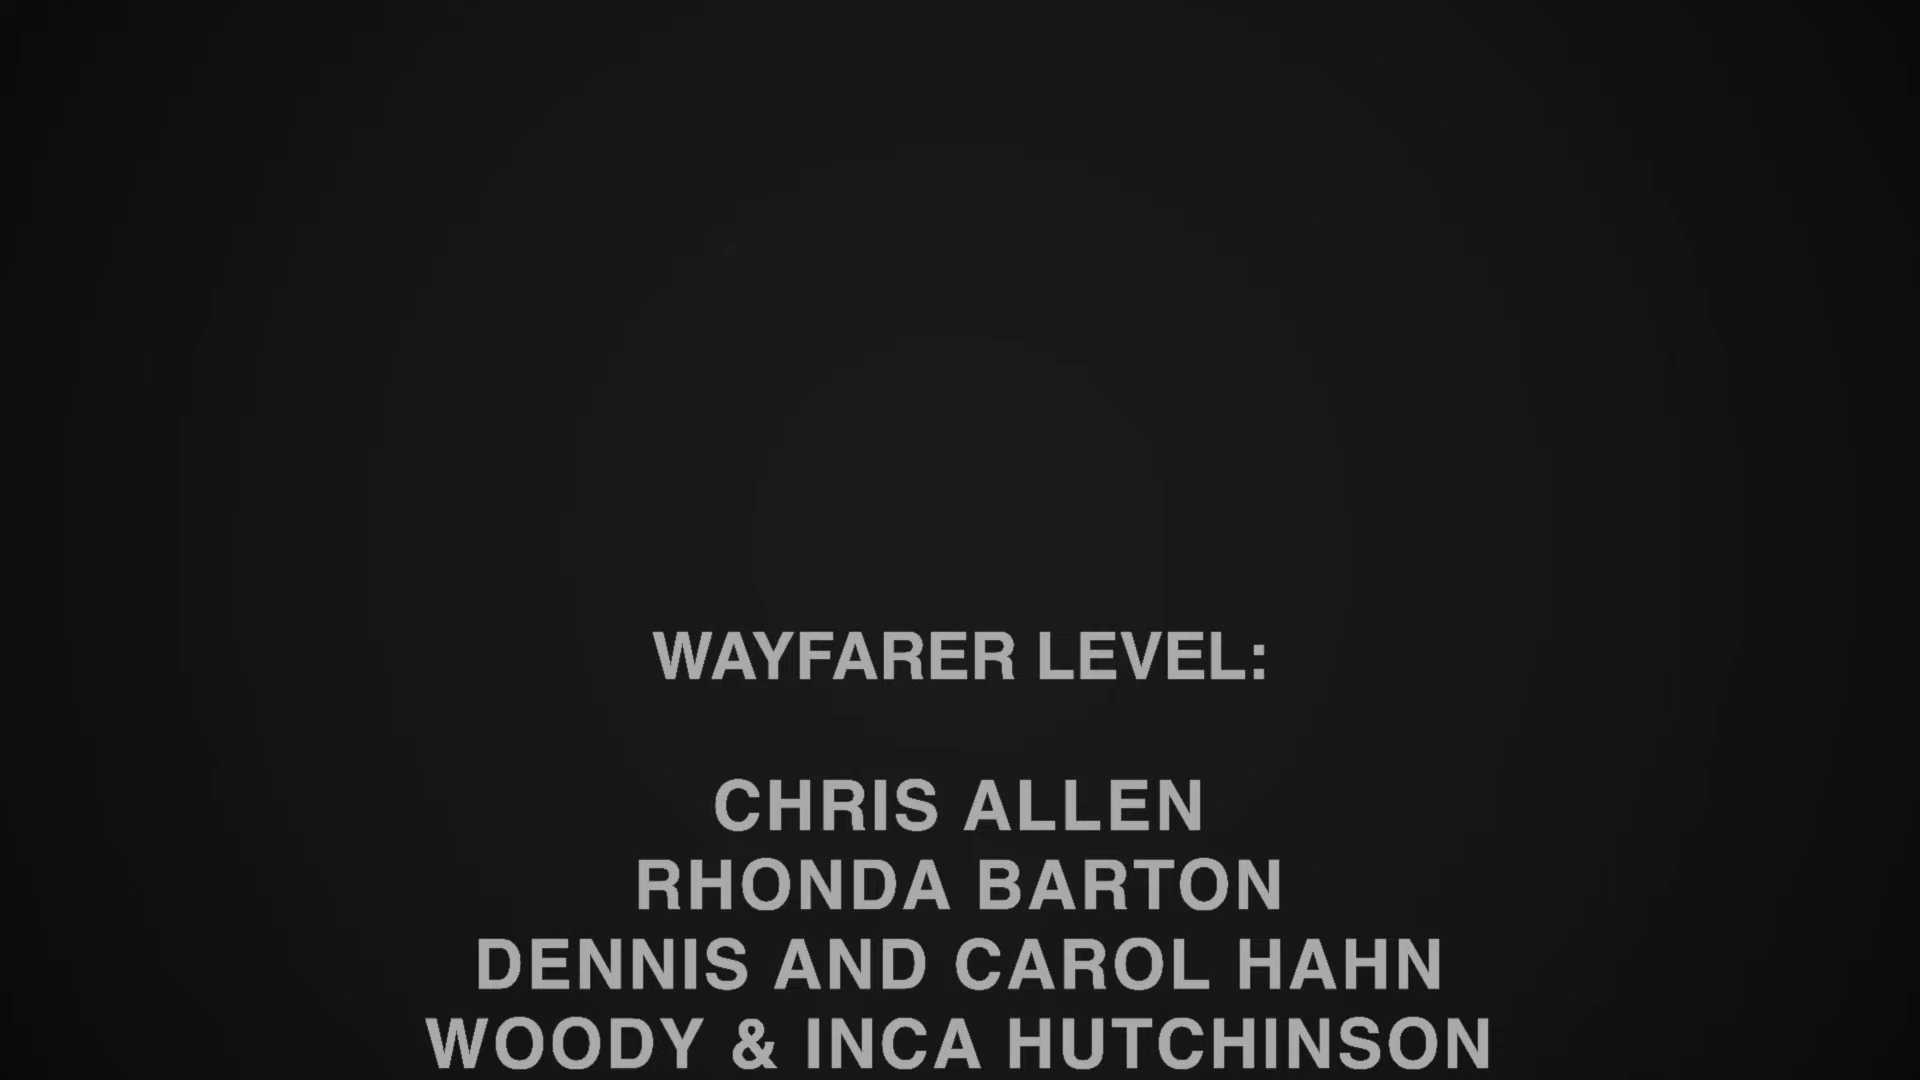 WAYFARER LEVEL:
CHRIS ALLEN
RHONDA BARTON
DENNIS AND CAROL HAHN
WOODY & INCA HUTCHINSON